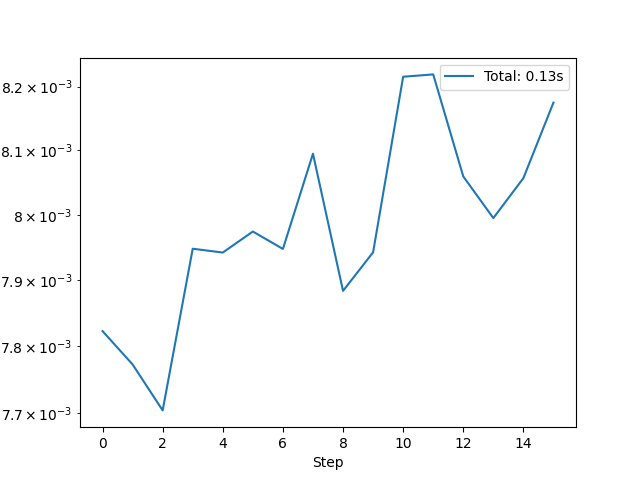 Total: 0.13s
8.2 × 10⁻³
8.1 × 10⁻³
8 × 10⁻³
7.9 × 10⁻³
7.8 × 10⁻³
7.7 × 10⁻³
0 2 4 6 8 10 12 14
Step